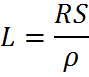 L = RS/ρ